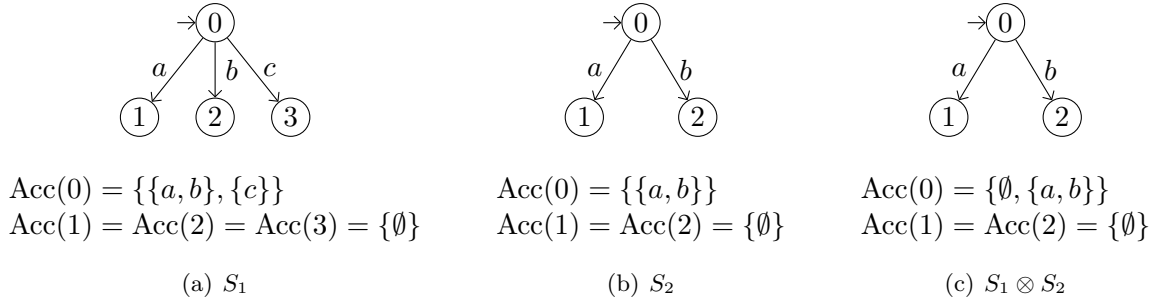 0
a
b
c
1
2
3
Acc(0) = {{a, b}, {c}}
Acc(1) = Acc(2) = Acc(3) = {∅}
(a) S₁
0
a
b
1
2
Acc(0) = {{a, b}}
Acc(1) = Acc(2) = {∅}
(b) S₂
0
a
b
1
2
Acc(0) = {∅, {a, b}}
Acc(1) = Acc(2) = {∅}
(c) S₁ ⊗ S₂